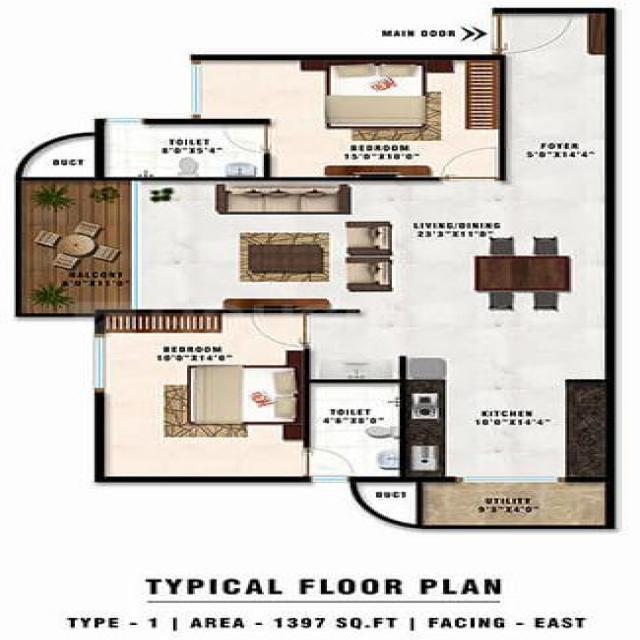 MAIN DOOR
TOILET
8'0"X5'4"
DUCT
BEDROOM
15'0"X10'0"
FOYER
5'0"X14'4"
LIVING/DINING
23'3"X11'0"
BALCONY
6'0"X11'0"
BEDROOM
10'0"X14'0"
TOILET
4'6"X8'0"
KITCHEN
10'0"X14'4"
DUCT
UTILITY
9'3"X4'0"
TYPICAL FLOOR PLAN
TYPE - 1 | AREA - 1397 SQ.FT | FACING - EAST